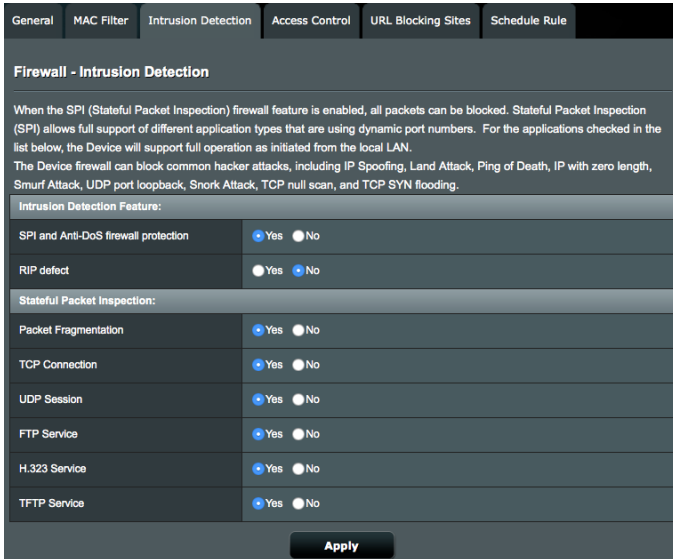 General MAC Filter Intrusion Detection Access Control URL Blocking Sites Schedule Rule
Firewall - Intrusion Detection
When the SPI (Stateful Packet Inspection) firewall feature is enabled, all packets can be blocked. Stateful Packet Inspection
(SPI) allows full support of different application types that are using dynamic port numbers. For the applications checked in the
list below, the Device will support full operation as initiated from the local LAN.
The Device firewall can block common hacker attacks, including IP Spoofing, Land Attack, Ping of Death, IP with zero length,
Smurf Attack, UDP port loopback, Snork Attack, TCP null scan, and TCP SYN flooding.
Intrusion Detection Feature:
SPI and Anti-DoS firewall protection Yes No
RIP defect Yes No
Stateful Packet Inspection:
Packet Fragmentation Yes No
TCP Connection Yes No
UDP Session Yes No
FTP Service Yes No
H.323 Service Yes No
TFTP Service Yes No
Apply